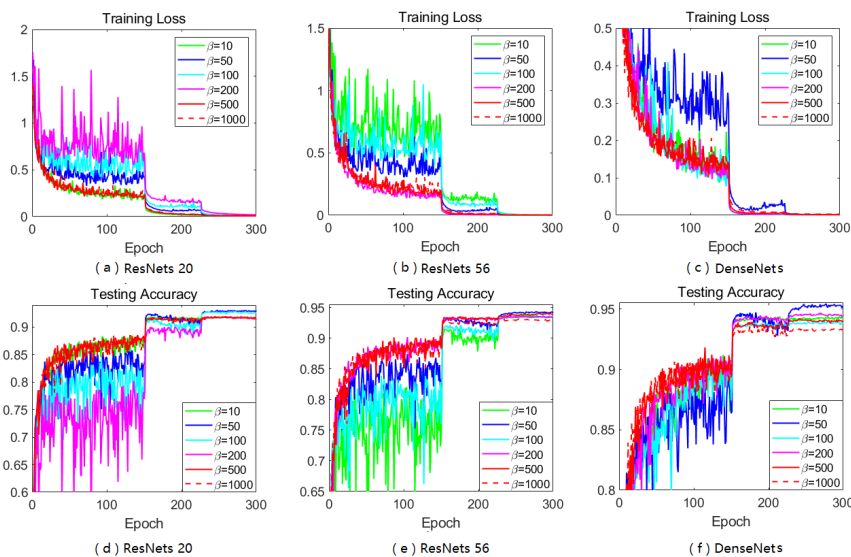 Training Loss
2
1.5
1
0.5
0
0
100
200
300
Epoch
β=10
β=50
β=100
β=200
β=500
β=1000
(a) ResNets 20
Training Loss
1.5
1
0.5
0
0
100
200
300
Epoch
β=10
β=50
β=100
β=200
β=500
β=1000
(b) ResNets 56
Training Loss
0.5
0.4
0.3
0.2
0.1
0
0
100
200
300
Epoch
β=10
β=50
β=100
β=200
β=500
β=1000
(c) DenseNets
Testing Accuracy
0.9
0.85
0.8
0.75
0.7
0.65
0.6
0
100
200
300
Epoch
β=10
β=50
β=100
β=200
β=500
β=1000
(d) ResNets 20
Testing Accuracy
0.95
0.9
0.85
0.8
0.75
0.7
0.65
0
100
200
300
Epoch
β=10
β=50
β=100
β=200
β=500
β=1000
(e) ResNets 56
Testing Accuracy
0.95
0.9
0.85
0.8
0
100
200
300
Epoch
β=10
β=50
β=100
β=200
β=500
β=1000
(f) DenseNets